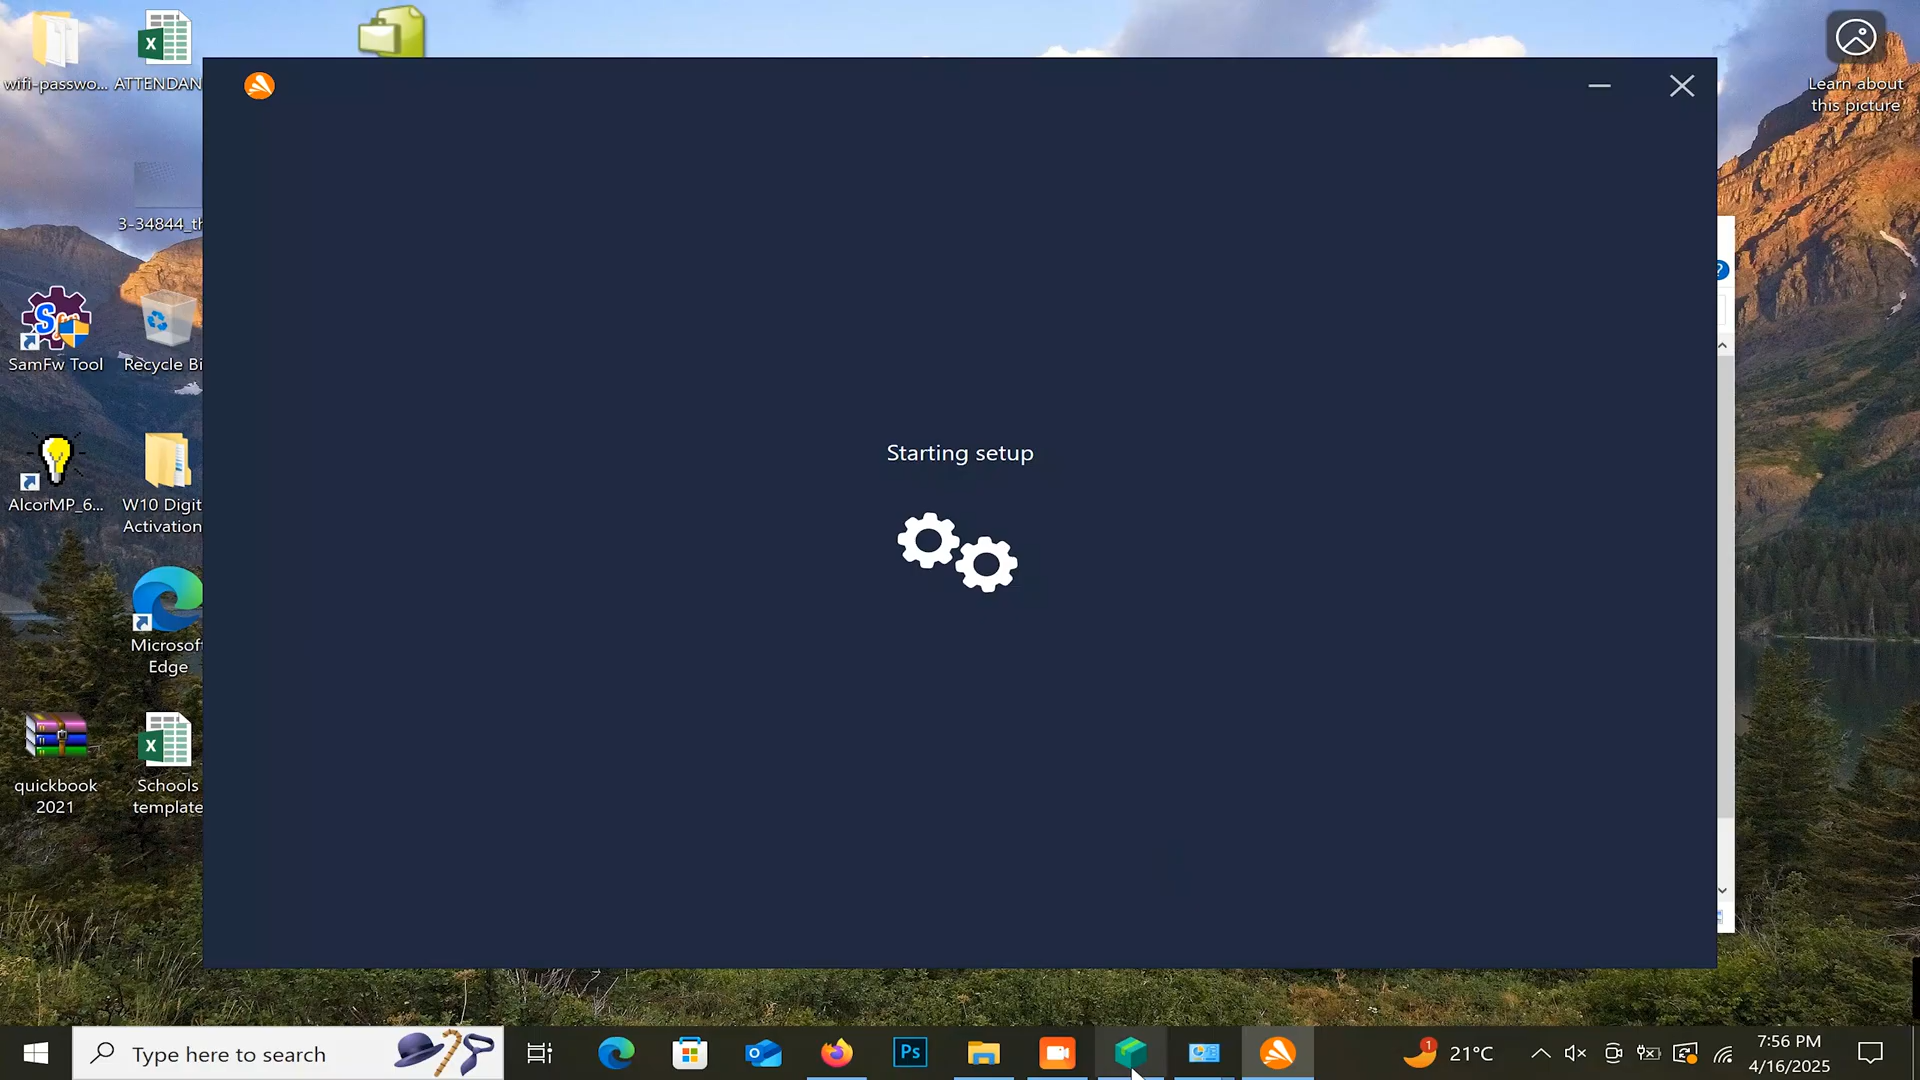 wifi-passwo...
ATTENDAN
Learn about
this picture
3-34844_th
Starting setup
SamFw Tool
Recycle Bi
AlcorMP_6...
W10 Digit
Activation
Microsof
Edge
quickbook
2021
Schools
template
Type here to search
Ps
1
21°C
7:56 PM
4/16/2025